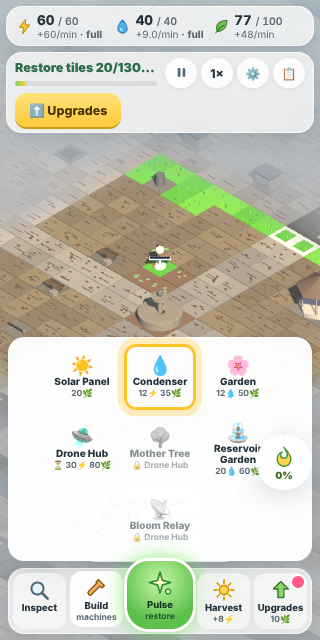 60 / 60
+60/min · full
40 / 40
+9.0/min · full
77 / 100
+48/min
Restore tiles 20/130...
1×
Upgrades
Solar Panel
20
Condenser
12 35
Garden
12 50
Drone Hub
30 80
Mother Tree
Drone Hub
Reservoir
Garden
20 60
0%
Bloom Relay
Drone Hub
Inspect
Build
machines
Pulse
restore
Harvest
+8
Upgrades
10